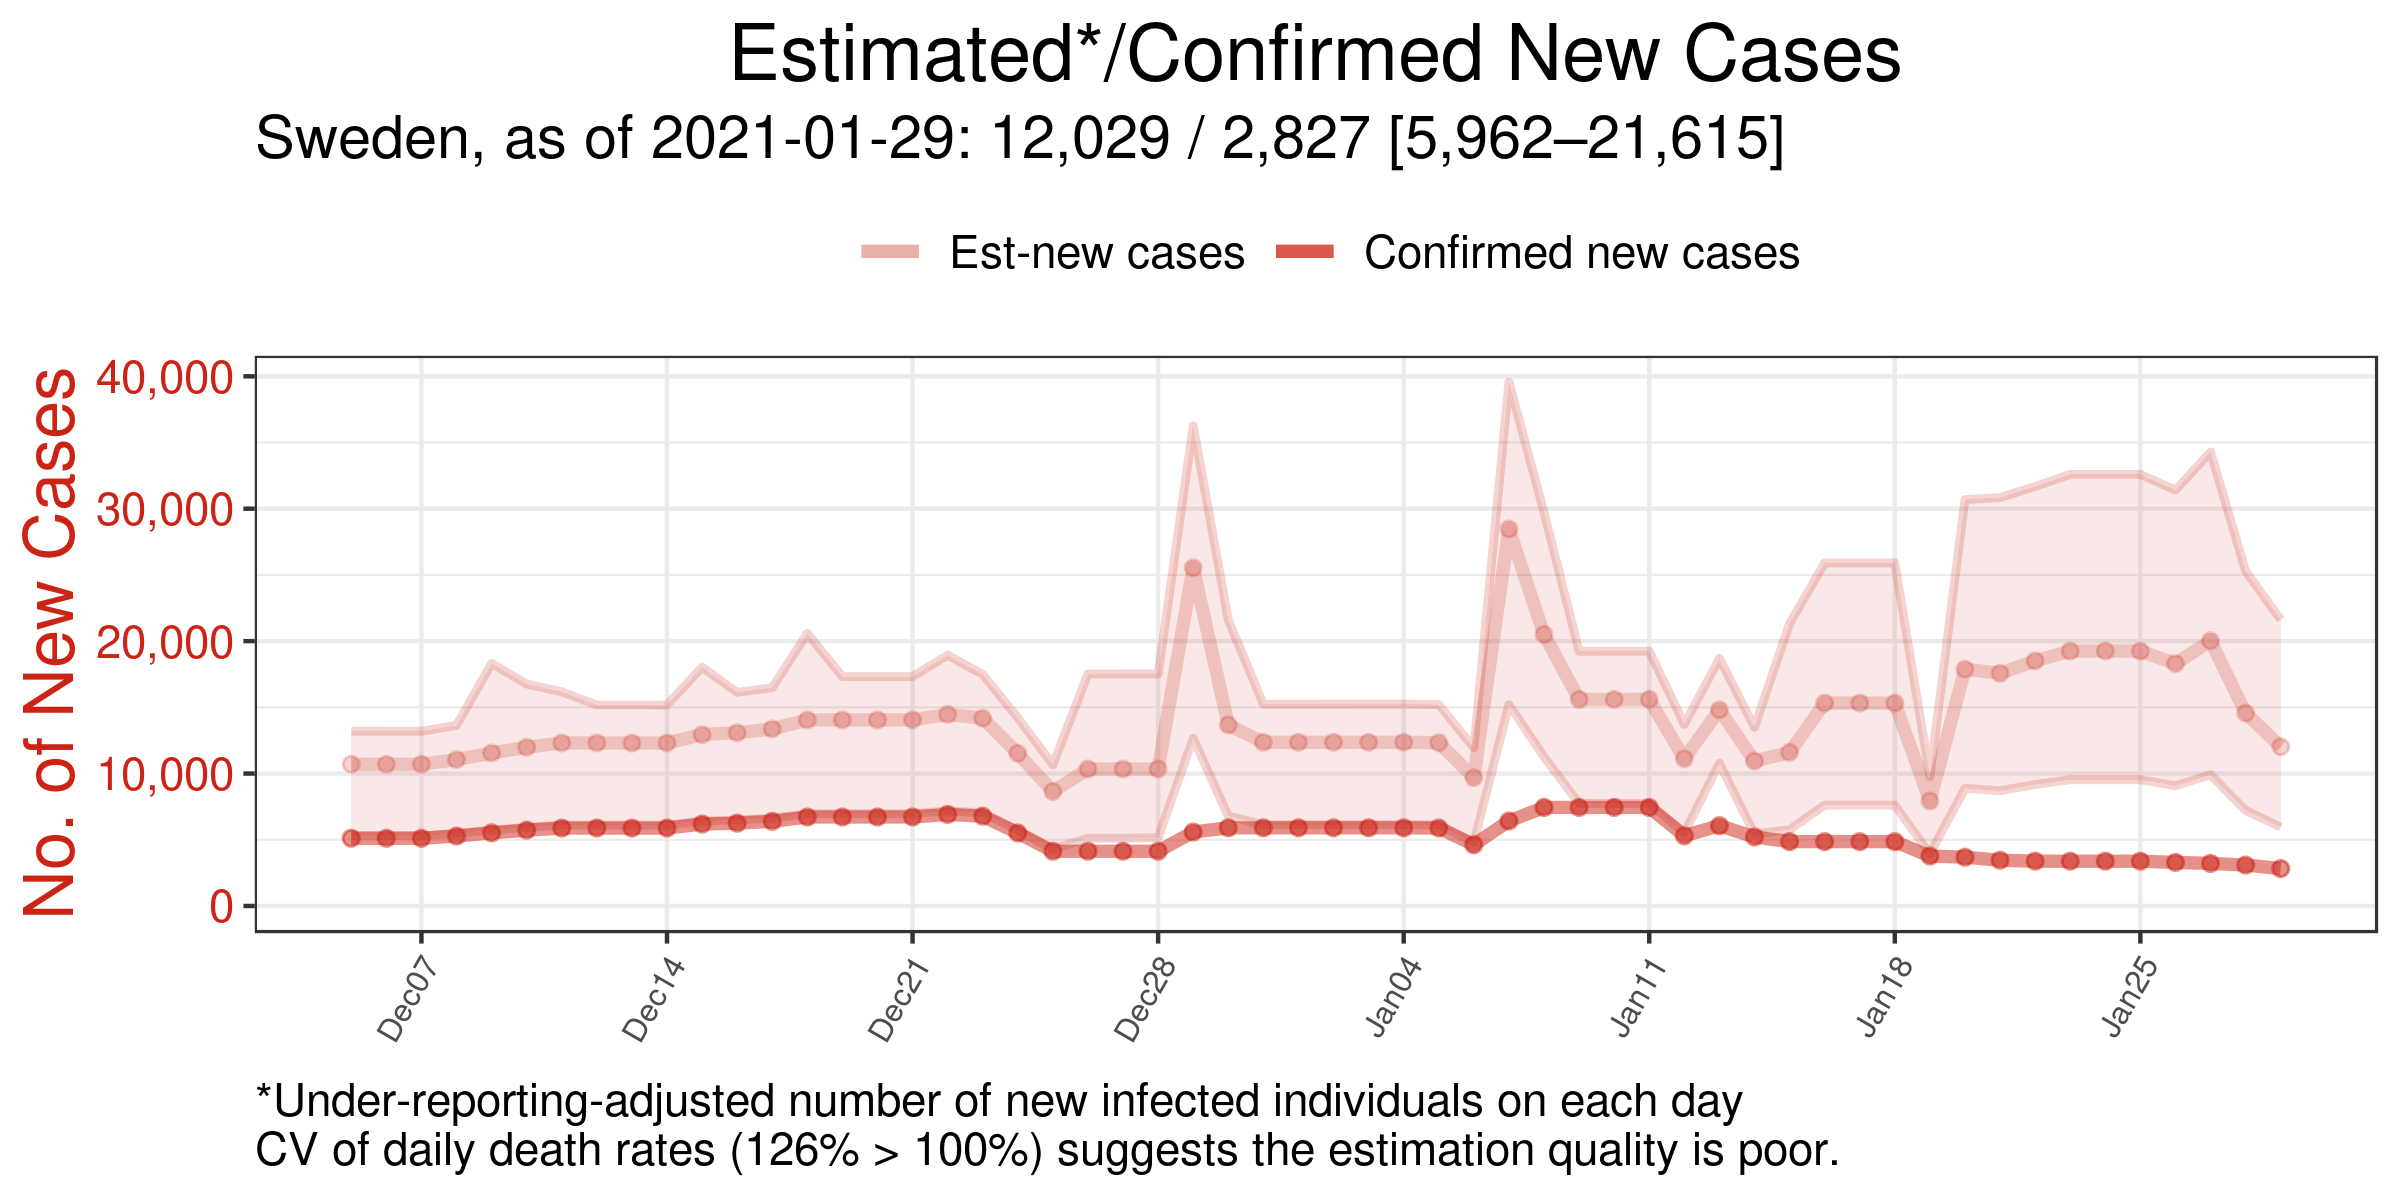 Estimated*/Confirmed New Cases
Sweden, as of 2021-01-29: 12,029 / 2,827 [5,962–21,615]
Est-new cases
Confirmed new cases
No. of New Cases
40,000
30,000
20,000
10,000
0
Dec07
Dec14
Dec21
Dec28
Jan04
Jan11
Jan18
Jan25
*Under-reporting-adjusted number of new infected individuals on each day
CV of daily death rates (126% > 100%) suggests the estimation quality is poor.